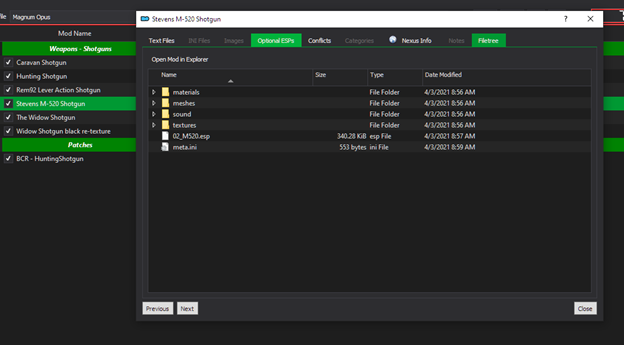 file Magnum Opus
Mod Name
Weapons - Shotguns
Caravan Shotgun
Hunting Shotgun
Rem92 Lever Action Shotgun
Stevens M-520 Shotgun
The Widow Shotgun
Widow Shotgun black re-texture
Patches
BCR - HuntingShotgun
Stevens M-520 Shotgun ?
Text Files INI Files Images Optional ESPs Conflicts Categories Nexus Info Notes Filetree
Open Mod in Explorer
Name Size Type Date Modified
materials File Folder 4/3/2021 8:56 AM
meshes File Folder 4/3/2021 8:56 AM
sound File Folder 4/3/2021 8:56 AM
textures File Folder 4/3/2021 8:56 AM
02_M520.esp 340.28 KiB esp File 4/3/2021 8:57 AM
meta.ini 553 bytes ini File 4/3/2021 8:59 AM
Previous Next Close